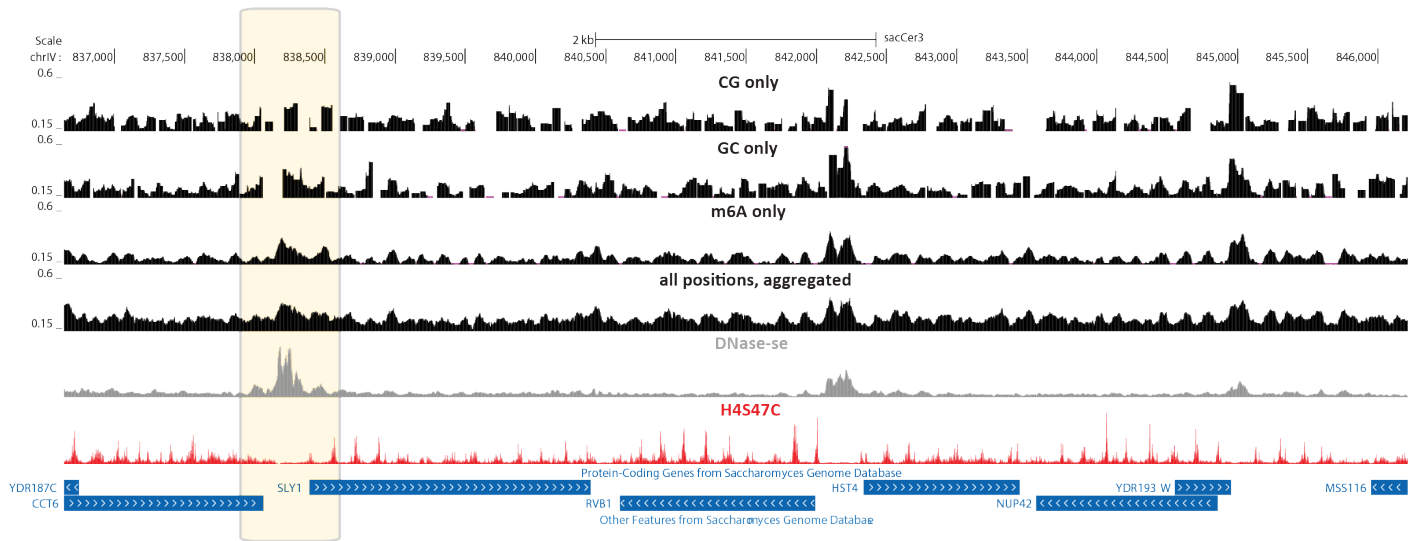 Scale 2 kb sacCer3
chrIV : 837,000 837,500 838,000 838,500 839,000 839,500 840,000 840,500 841,000 841,500 842,000 842,500 843,000 843,500 844,000 844,500 845,000 845,500 846,000
0.6 _
CG only
0.15 _
0.6 _
GC only
0.15 _
0.6 _
m6A only
0.15 _
0.6 _
all positions, aggregated
0.15 _
DNase-se
H4S47C
Protein-Coding Genes from Saccharomyces Genome Database
YDR187C SLY1 HST4 YDR193 W MSS116
CCT6 RVB1 NUP42
Other Features from Saccharomyces Genome Database